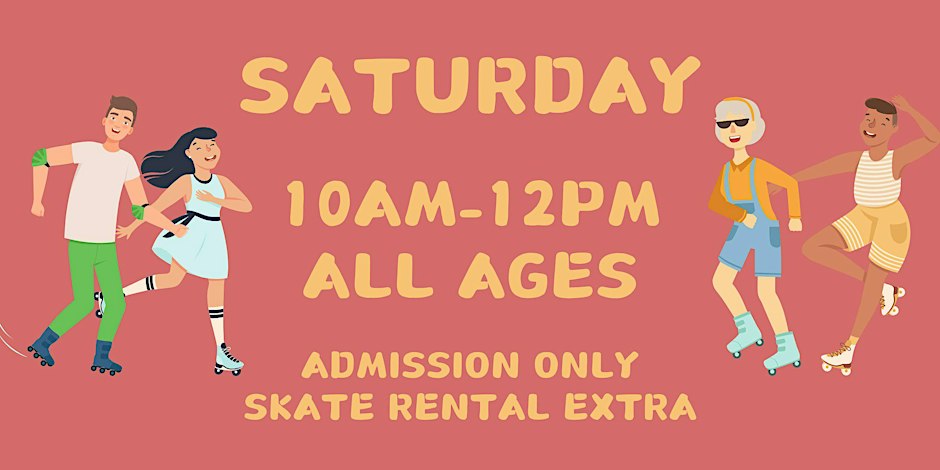 SATURDAY
10AM-12PM
ALL AGES
ADMISSION ONLY
SKATE RENTAL EXTRA